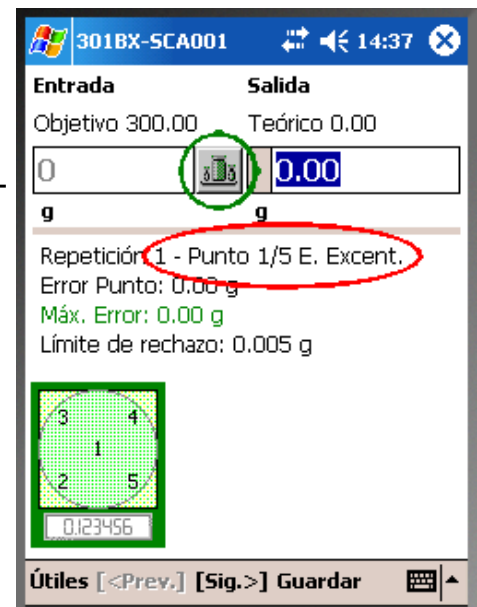 301BX-SCA001 14:37
Entrada Salida
Objetivo 300.00 Teórico 0.00
0 0.00
g g
Repetición 1 - Punto 1/5 E. Excent.
Error Punto: 0.00 g
Máx. Error: 0.00 g
Límite de rechazo: 0.005 g
3 4
1
2 5
0.123456
Útiles [<Prev.] [Sig.>] Guardar